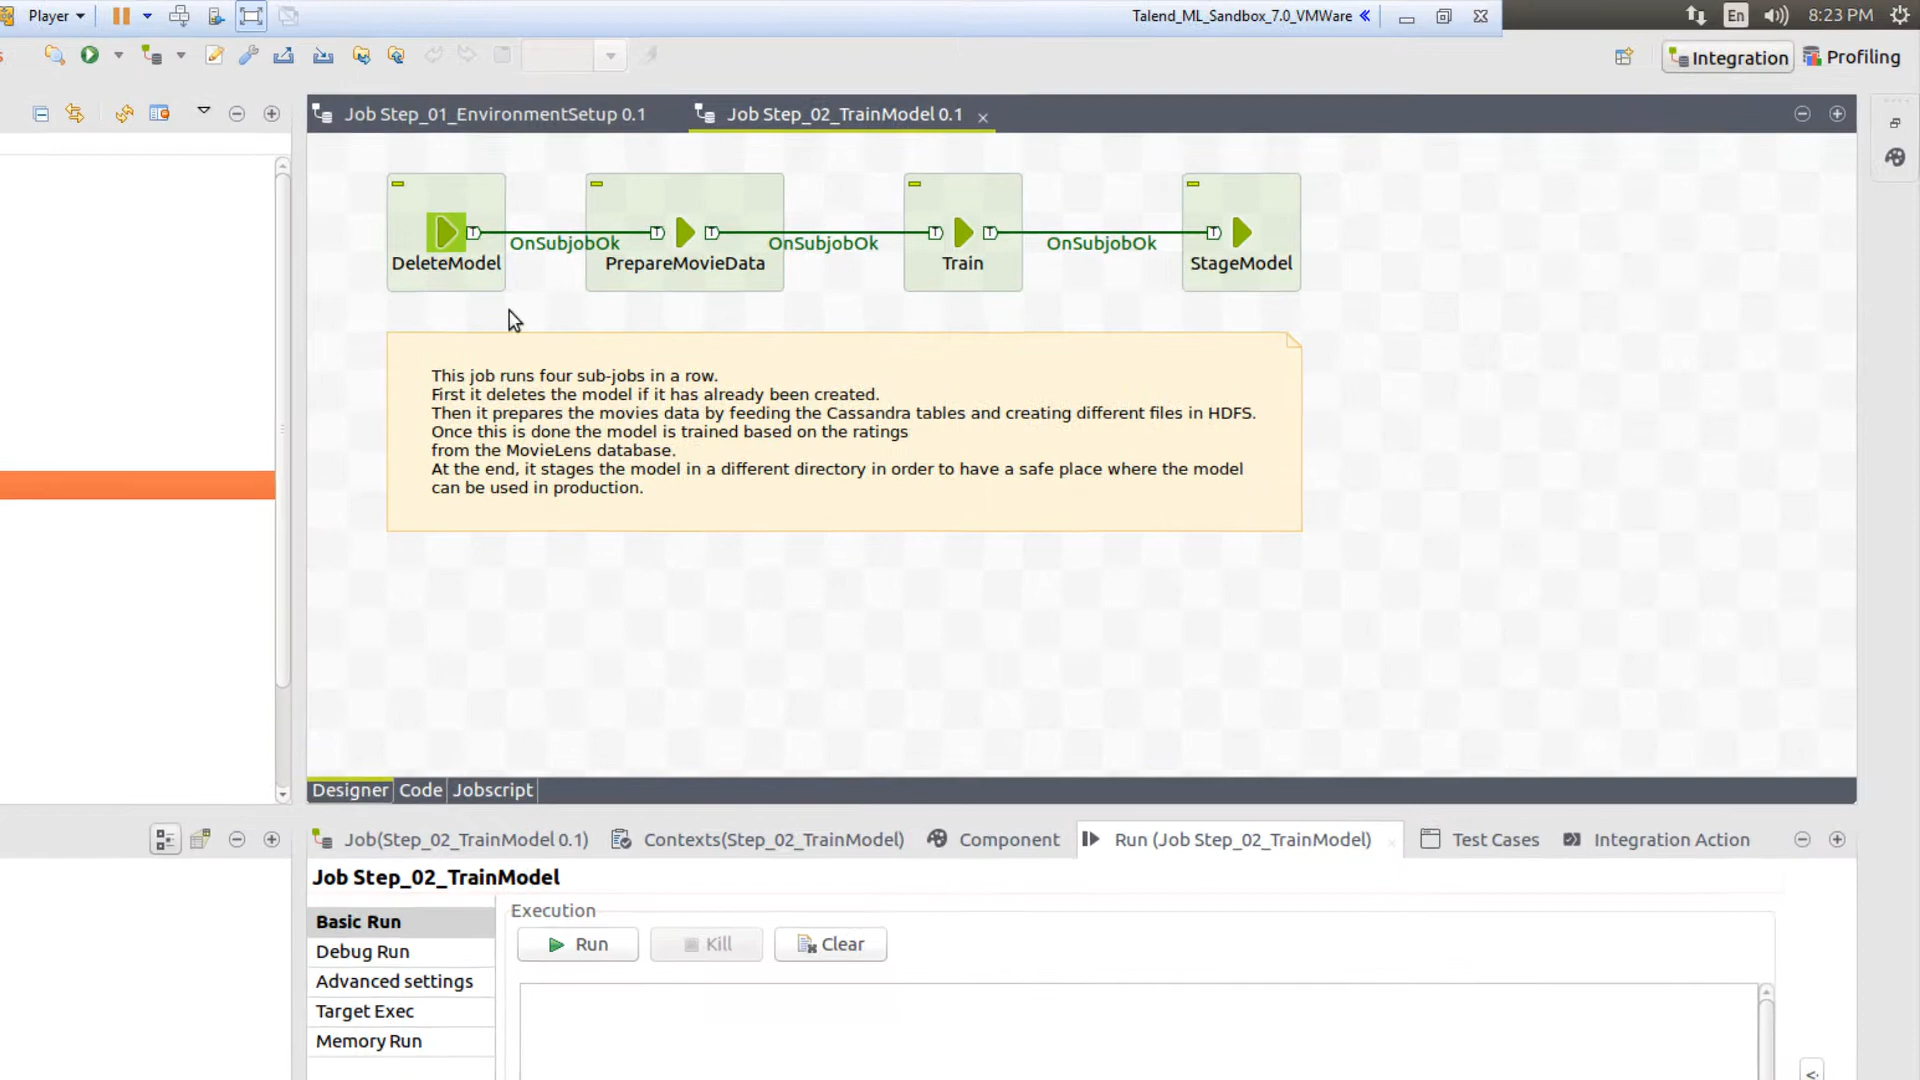 Player
Talend_ML_Sandbox_7.0_VMWare
En
8:23 PM
Integration
Profiling
Job Step_01_EnvironmentSetup 0.1
Job Step_02_TrainModel 0.1
T
OnSubjobOk
T
T
OnSubjobOk
T
T
OnSubjobOk
T
DeleteModel
PrepareMovieData
Train
StageModel
This job runs four sub-jobs in a row.
First it deletes the model if it has already been created.
Then it prepares the movies data by feeding the Cassandra tables and creating different files in HDFS.
Once this is done the model is trained based on the ratings
from the MovieLens database.
At the end, it stages the model in a different directory in order to have a safe place where the model
can be used in production.
Designer
Code
Jobscript
Job(Step_02_TrainModel 0.1)
Contexts(Step_02_TrainModel)
Component
Run (Job Step_02_TrainModel)
Test Cases
Integration Action
Job Step_02_TrainModel
Basic Run
Debug Run
Advanced settings
Target Exec
Memory Run
Execution
Run
Kill
Clear